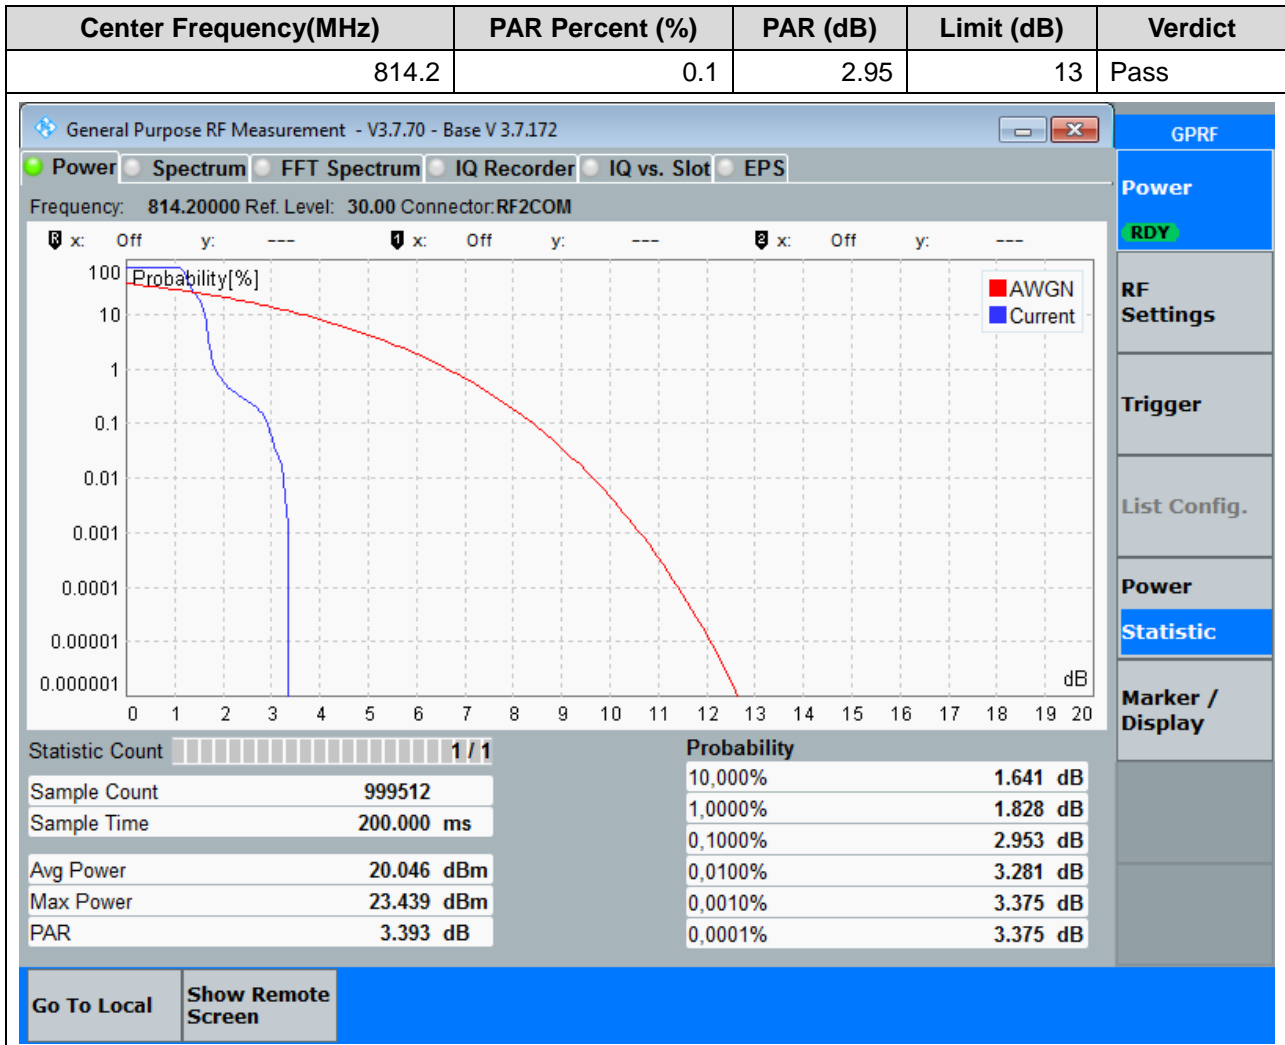 Center Frequency(MHz) PAR Percent (%) PAR (dB) Limit (dB) Verdict
814.2 0.1 2.95 13 Pass
General Purpose RF Measurement - V3.7.70 - Base V 3.7.172
GPRF
Power Spectrum FFT Spectrum IQ Recorder IQ vs. Slot EPS
Power
RDY
Frequency: 814.20000 Ref. Level: 30.00 Connector: RF2COM
R x: Off y: --- 1 x: Off y: --- 2 x: Off y: ---
Probability[%]
AWGN
Current
100
10
1
0.1
0.01
0.001
0.0001
0.00001
0.000001
dB
0 1 2 3 4 5 6 7 8 9 10 11 12 13 14 15 16 17 18 19 20
RF
Settings
Trigger
List Config.
Power
Statistic
Marker /
Display
Statistic Count 1 / 1
Sample Count 999512
Sample Time 200.000 ms
Avg Power 20.046 dBm
Max Power 23.439 dBm
PAR 3.393 dB
Probability
10,000% 1.641 dB
1,0000% 1.828 dB
0,1000% 2.953 dB
0,0100% 3.281 dB
0,0010% 3.375 dB
0,0001% 3.375 dB
Go To Local
Show Remote
Screen